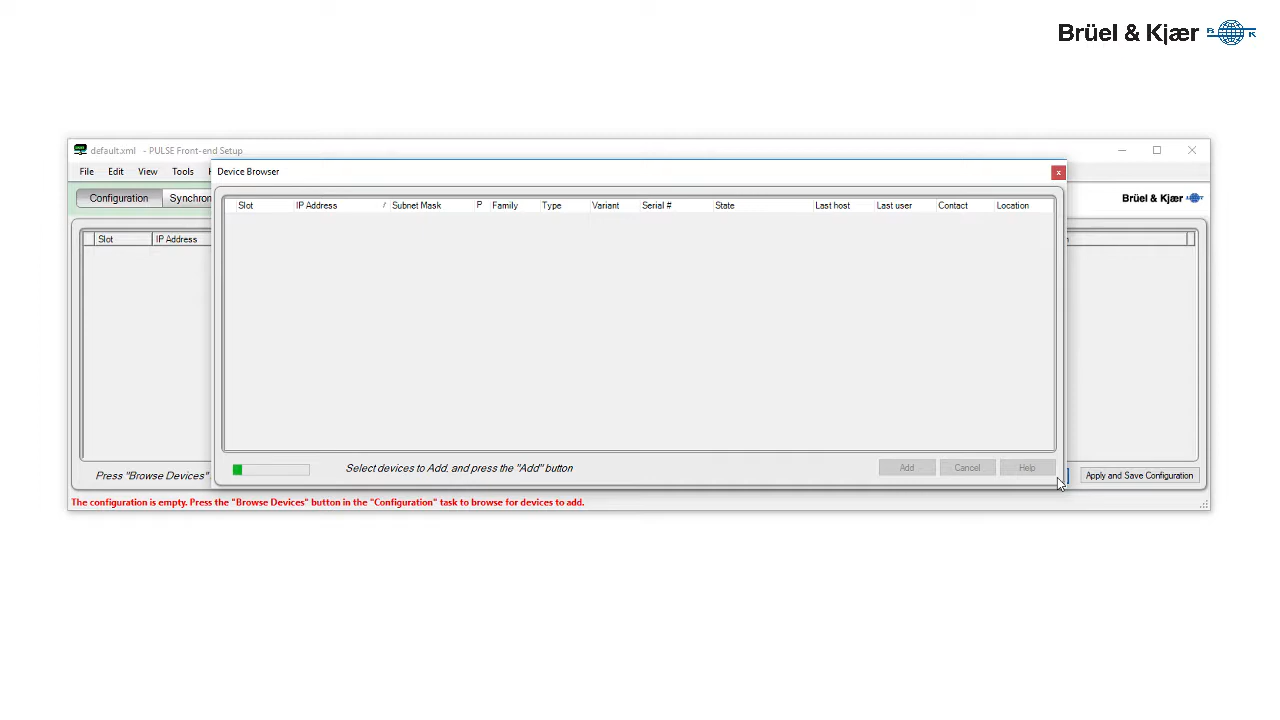 Brüel & Kjær
B K
default.xml - PULSE Front-end Setup
File Edit View Tools
Device Browser
Configuration Synchron
Brüel & Kjær
Slot IP Address / Subnet Mask P Family Type Variant Serial # State Last host Last user Contact Location
Slot IP Address
Select devices to Add. and press the "Add" button
Add Cancel Help
Press "Browse Devices"
Apply and Save Configuration
The configuration is empty. Press the "Browse Devices" button in the "Configuration" task to browse for devices to add.